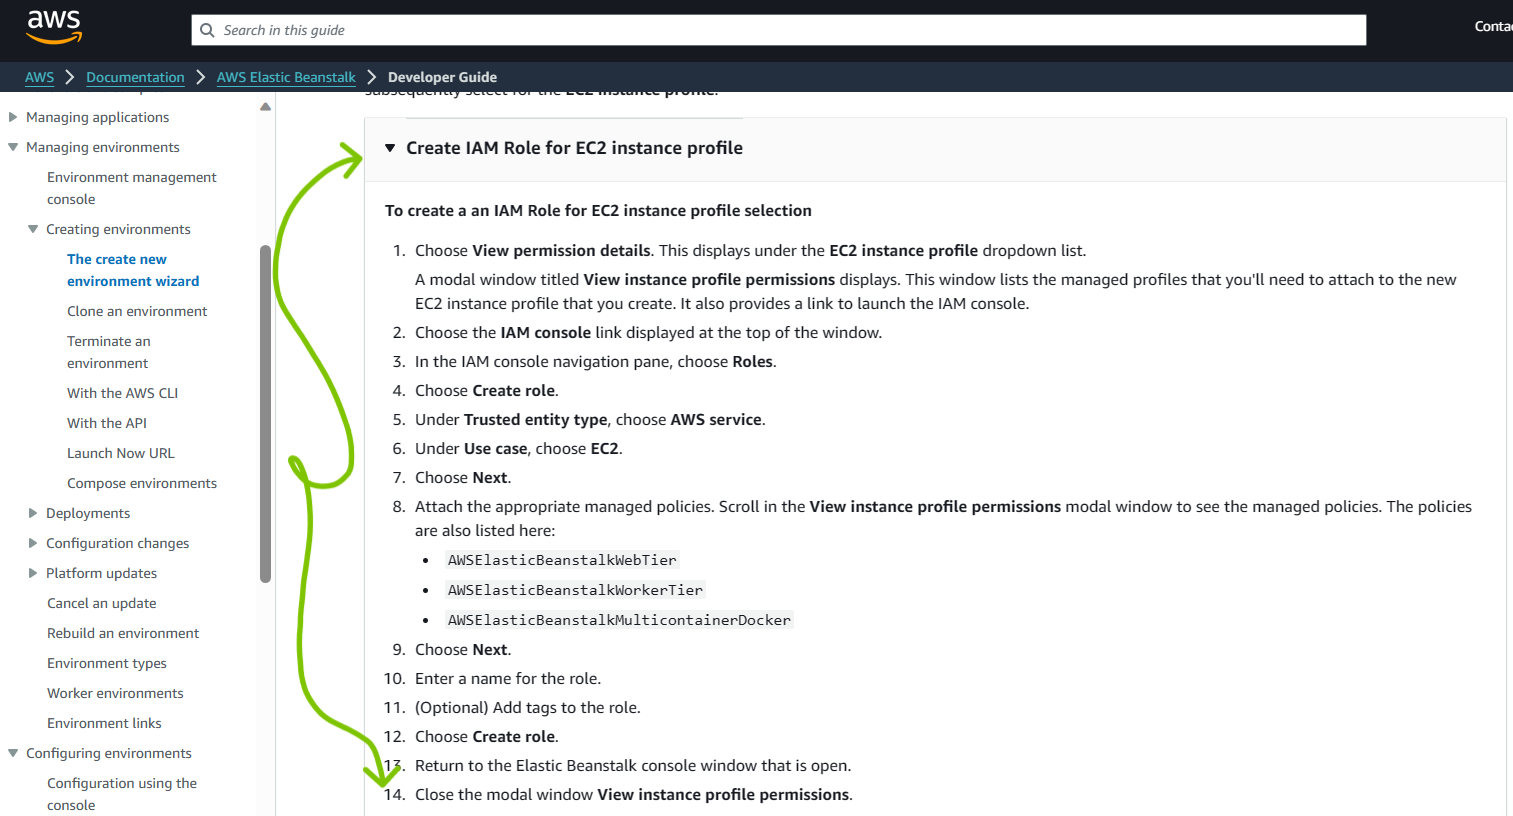 aws
Search in this guide
Conta
AWS > Documentation > AWS Elastic Beanstalk > Developer Guide
Managing applications
Managing environments
Environment management
console
Creating environments
The create new
environment wizard
Clone an environment
Terminate an
environment
With the AWS CLI
With the API
Launch Now URL
Compose environments
Deployments
Configuration changes
Platform updates
Cancel an update
Rebuild an environment
Environment types
Worker environments
Environment links
Configuring environments
Configuration using the
console
subsequently select for the EC2 instance profile.
Create IAM Role for EC2 instance profile
To create a an IAM Role for EC2 instance profile selection
1. Choose View permission details. This displays under the EC2 instance profile dropdown list.
A modal window titled View instance profile permissions displays. This window lists the managed profiles that you'll need to attach to the new
EC2 instance profile that you create. It also provides a link to launch the IAM console.
2. Choose the IAM console link displayed at the top of the window.
3. In the IAM console navigation pane, choose Roles.
4. Choose Create role.
5. Under Trusted entity type, choose AWS service.
6. Under Use case, choose EC2.
7. Choose Next.
8. Attach the appropriate managed policies. Scroll in the View instance profile permissions modal window to see the managed policies. The policies
are also listed here:
• AWSElasticBeanstalkWebTier
• AWSElasticBeanstalkWorkerTier
• AWSElasticBeanstalkMulticontainerDocker
9. Choose Next.
10. Enter a name for the role.
11. (Optional) Add tags to the role.
12. Choose Create role.
13. Return to the Elastic Beanstalk console window that is open.
14. Close the modal window View instance profile permissions.